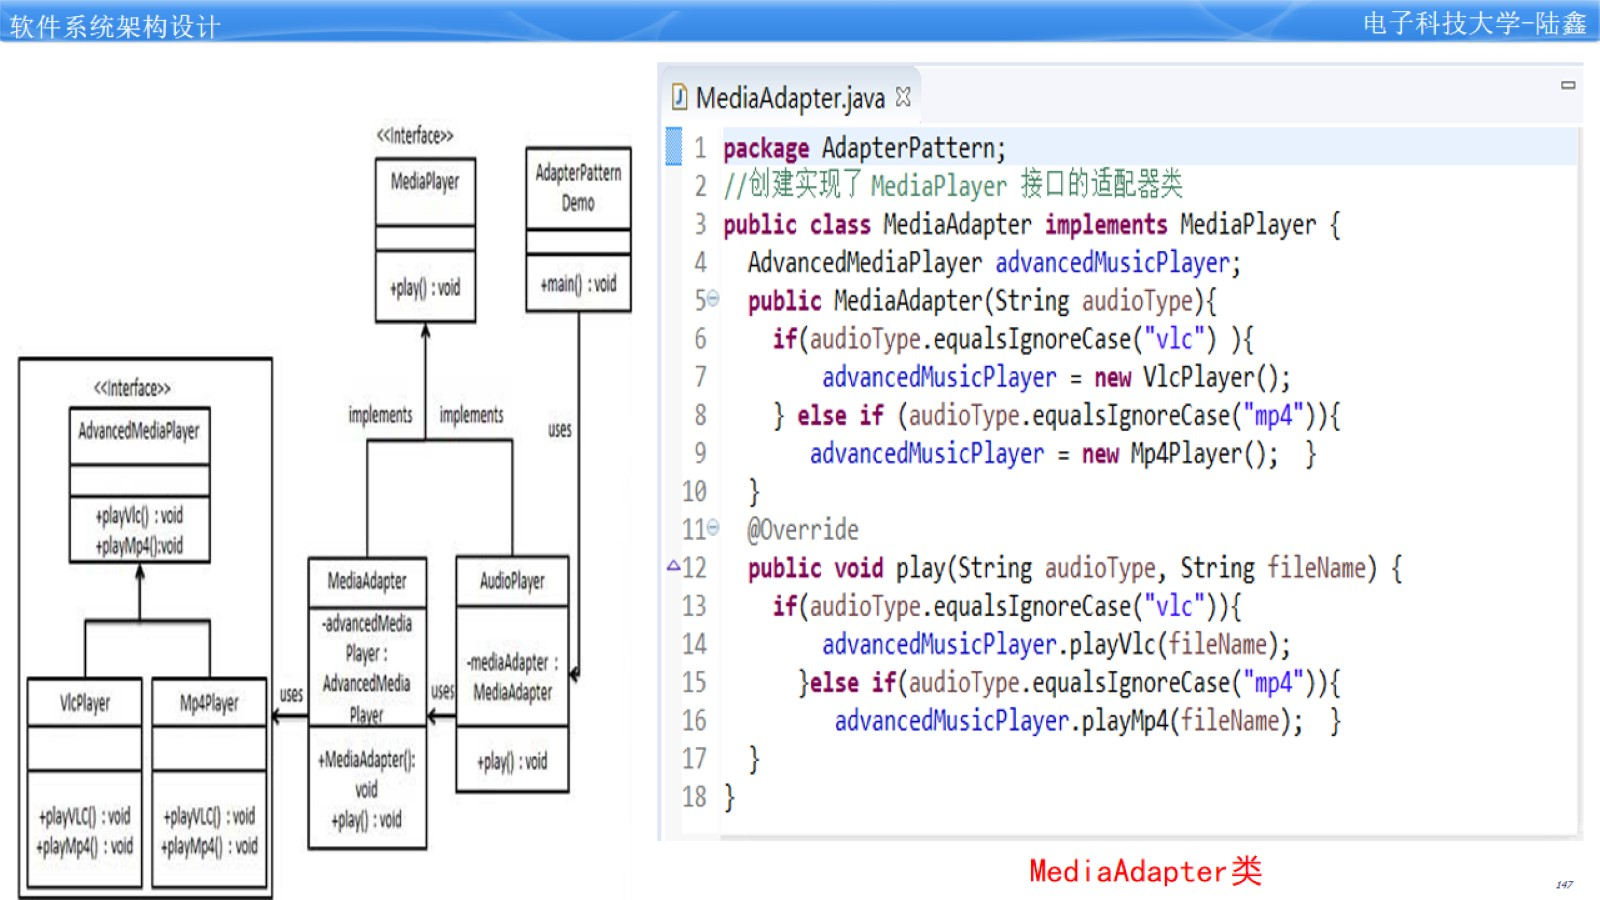 软件系统架构设计
电子科技大学-陆鑫
<<Interface>>
MediaPlayer
+play() : void
AdapterPattern
Demo
+main() : void
implements
implements
uses
<<Interface>>
AdvancedMediaPlayer
+playVlc() : void
+playMp4():void
VlcPlayer
+playVLC() : void
+playMp4() : void
Mp4Player
+playVLC() : void
+playMp4() : void
uses
MediaAdapter
-advancedMedia
Player :
AdvancedMedia
Player
+MediaAdapter():
void
+play() : void
uses
AudioPlayer
-mediaAdapter :
MediaAdapter
+play() : void
MediaAdapter.java
1 package AdapterPattern;
2 //创建实现了 MediaPlayer 接口的适配器类
3 public class MediaAdapter implements MediaPlayer {
4 AdvancedMediaPlayer advancedMusicPlayer;
5 public MediaAdapter(String audioType){
6 if(audioType.equalsIgnoreCase("vlc") ){
7 advancedMusicPlayer = new VlcPlayer();
8 } else if (audioType.equalsIgnoreCase("mp4")){
9 advancedMusicPlayer = new Mp4Player(); }
10 }
11 @Override
12 public void play(String audioType, String fileName) {
13 if(audioType.equalsIgnoreCase("vlc")){
14 advancedMusicPlayer.playVlc(fileName);
15 }else if(audioType.equalsIgnoreCase("mp4")){
16 advancedMusicPlayer.playMp4(fileName); }
17 }
18 }
MediaAdapter类
147